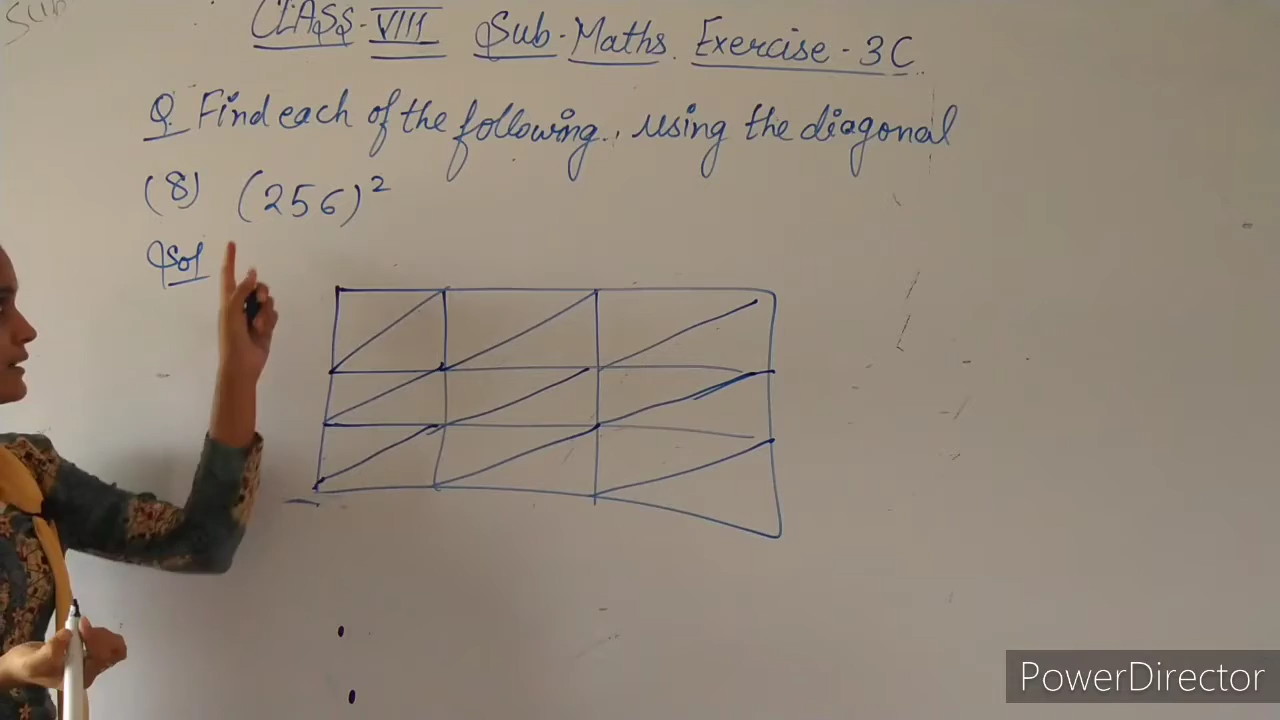 Sub
CLASS-VIII Sub-Maths. Exercise-3C
Q. Find each of the following, using the diagonal
(8) (256)²
Sol
PowerDirector